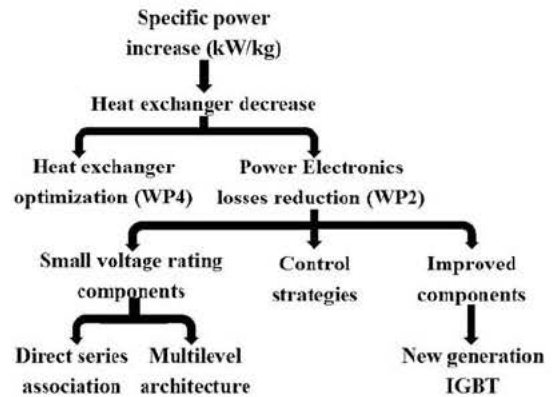 Specific power
increase (kW/kg)
Heat exchanger decrease
Heat exchanger
optimization (WP4)
Power Electronics
losses reduction (WP2)
Small voltage rating
components
Control
strategies
Improved
components
Direct series
association
Multilevel
architecture
New generation
IGBT